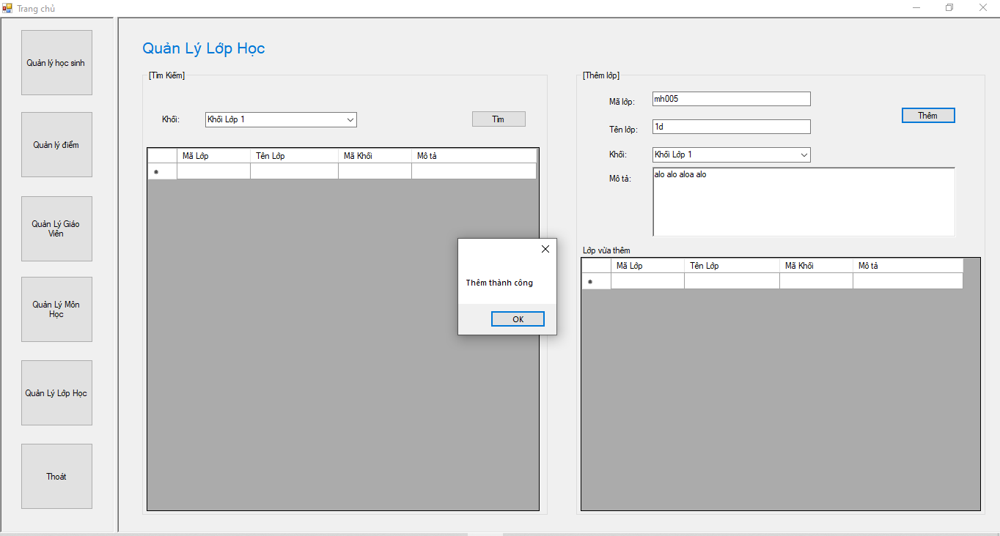 Trang chủ
Quản lý học sinh
Quản lý điểm
Quản Lý Giáo
Viên
Quản Lý Môn
Học
Quản Lý Lớp Học
Thoát
Quản Lý Lớp Học
[Tìm Kiếm]
Khối:
Khối Lớp 1
Tìm
Mã Lớp
Tên Lớp
Mã Khối
Mô tả
[Thêm lớp]
Mã lớp:
mh005
Thêm
Tên lớp:
1d
Khối:
Khối Lớp 1
Mô tả:
alo alo aloa alo
Lớp vừa thêm
Mã Lớp
Tên Lớp
Mã Khối
Mô tả
Thêm thành công
OK